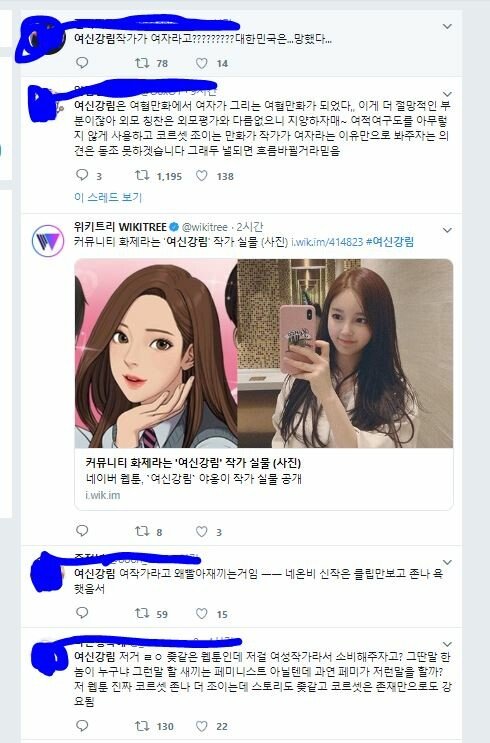 여신강림작가가 여자라고?????????대한민국은...망했다...
78 14
9시간
여신강림은 여혐만화에서 여자가 그리는 여혐만화가 되었다,, 이게 더 절망적인 부
분이잖아 외모 칭찬은 외모평가와 다름없으니 지양하자매~ 여적여구도를 아무렇
지 않게 사용하고 코르셋 조이는 만화가 작가가 여자라는 이유만으로 봐주자는 의
견은 동조 못하겠습니다 그래두 널되면 흐름바뀔거라믿음
3 1,195 138
이 스레드 보기
위키트리 WIKITREE @wikitree · 2시간
커뮤니티 화제라는 '여신강림' 작가 실물 (사진) i.wik.im/414823 #여신강림
커뮤니티 화제라는 '여신강림' 작가 실물 (사진)
네이버 웹툰, `여신강림` 야옹이 작가 실물 공개
i.wik.im
8 3
여신강림 여작가라고 왜빨아재끼는거임 ㅡㅡ 네온비 신작은 클립만보고 존나 욕
햇음서
59 15
여신강림 저거 ㄹㅇ 좆같은 웹툰인데 저걸 여성작가라서 소비해주자고? 그딴말 한
놈이 누구냐 그런말 할 새끼는 페미니스트 아닐텐데 과연 페미가 저런말을 할까?
저 웹툰 진짜 코르셋 존나 더 조이는데 스토리도 좆같고 코르셋은 존재만으로도 강
요됨
130 22